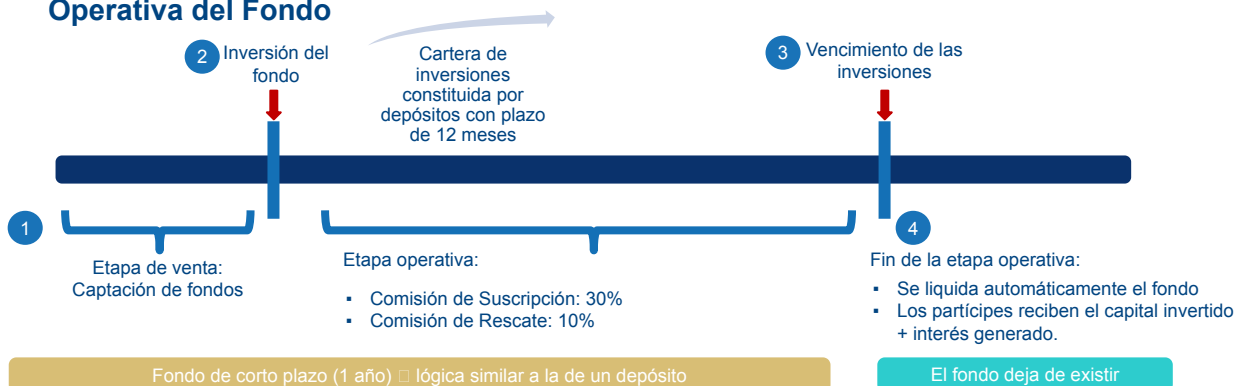 Operativa del Fondo
2
Inversión del
fondo
Cartera de
inversiones
constituida por
depósitos con plazo
de 12 meses
3
Vencimiento de las
inversiones
1
Etapa de venta:
Captación de fondos
Etapa operativa:
▪ Comisión de Suscripción: 30%
▪ Comisión de Rescate: 10%
4
Fin de la etapa operativa:
▪ Se liquida automáticamente el fondo
▪ Los partícipes reciben el capital invertido
+ interés generado.
Fondo de corto plazo (1 año) □ lógica similar a la de un depósito
El fondo deja de existir